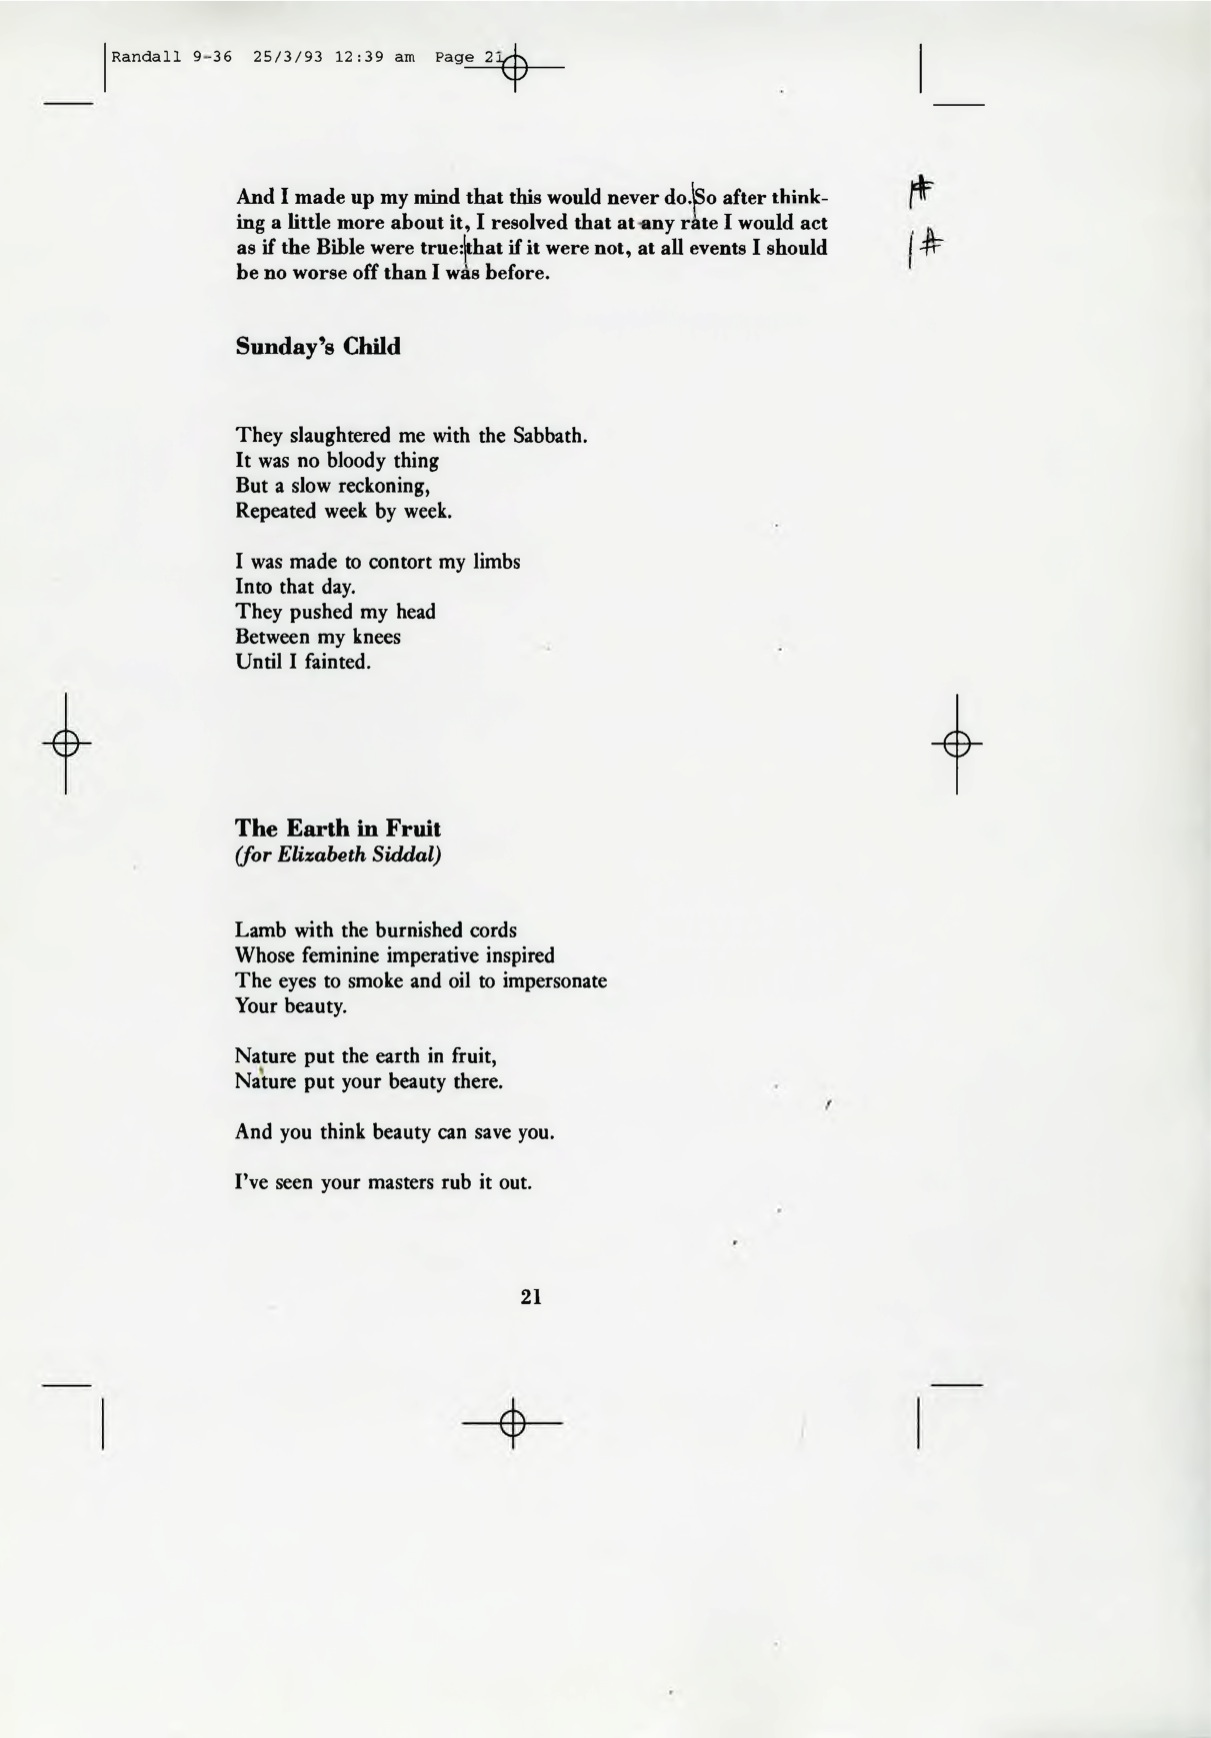 Randall 9-36 25/3/93 12:39 am Page 21
And I made up my mind that this would never do.So after think-
ing a little more about it, I resolved that at any rate I would act
as if the Bible were true:that if it were not, at all events I should
be no worse off than I was before.
#
#
Sunday's Child
They slaughtered me with the Sabbath.
It was no bloody thing
But a slow reckoning,
Repeated week by week.
I was made to contort my limbs
Into that day.
They pushed my head
Between my knees
Until I fainted.
The Earth in Fruit
(for Elizabeth Siddal)
Lamb with the burnished cords
Whose feminine imperative inspired
The eyes to smoke and oil to impersonate
Your beauty.
Nature put the earth in fruit,
Nature put your beauty there.
And you think beauty can save you.
I've seen your masters rub it out.
21